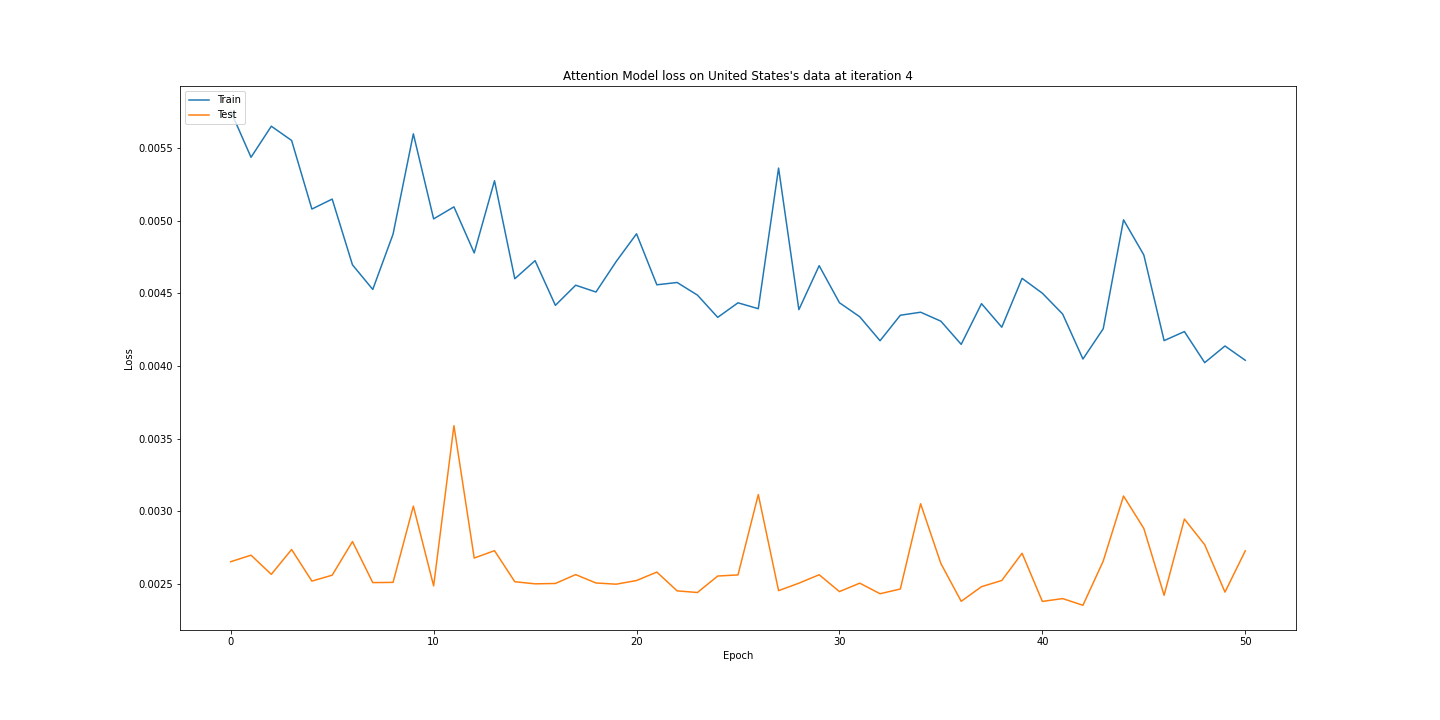 Attention Model loss on United States's data at iteration 4
Train
Test
0.0055
0.0050
0.0045
0.0040
0.0035
0.0030
0.0025
Loss
0 10 20 30 40 50
Epoch